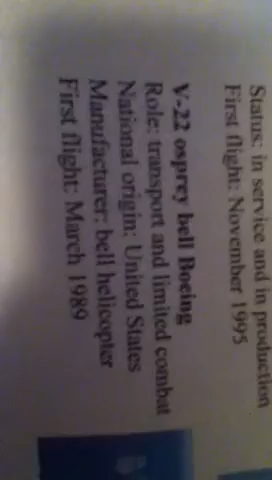 Status: in service and in production
First flight: November 1995
V-22 osprey bell Boeing
Role: transport and limited combat
National origin: United States
Manufacturer: bell helicopter
First flight: March 1989